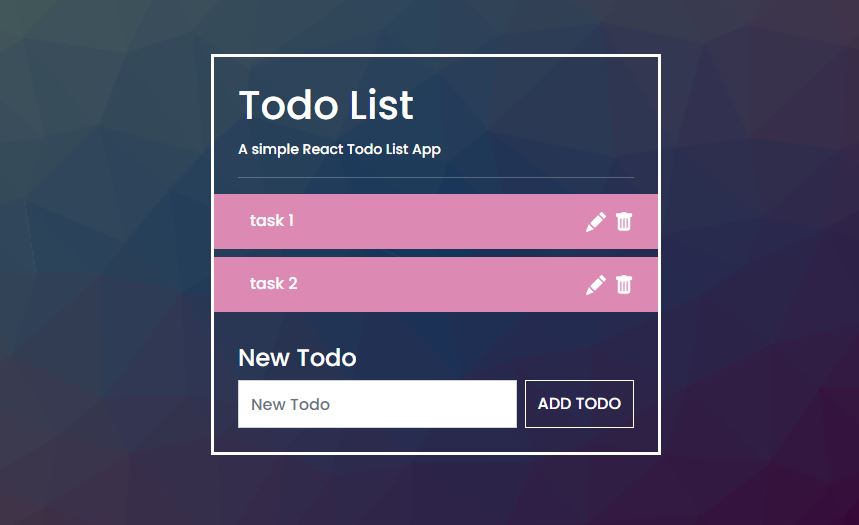 Todo List
A simple React Todo List App
task 1
task 2
New Todo
New Todo
ADD TODO